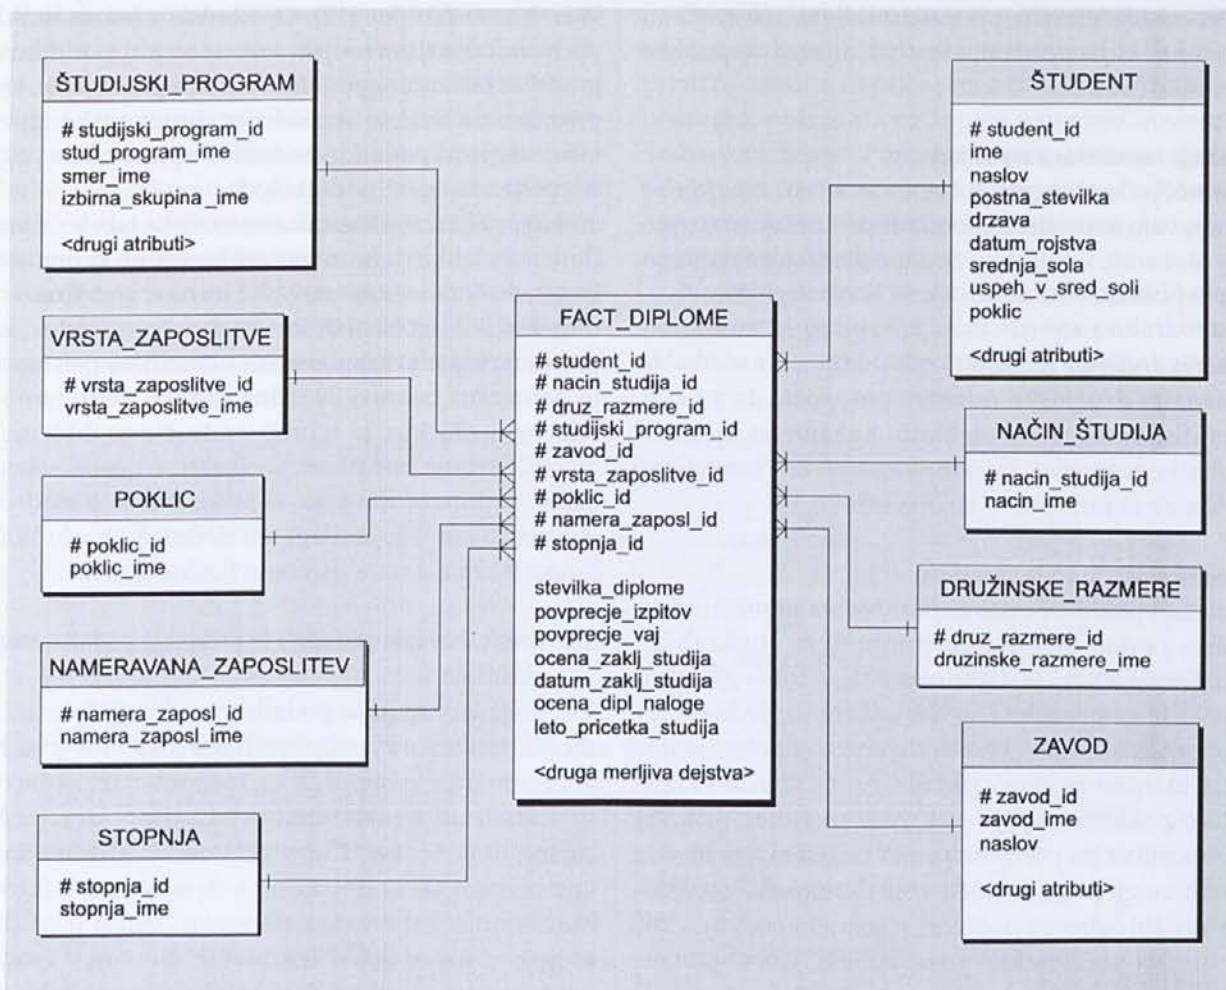 ŠTUDIJSKI_PROGRAM
# studijski_program_id
stud_program_ime
smer_ime
izbirna_skupina_ime
<drugi atributi>
VRSTA_ZAPOSLITVE
# vrsta_zaposlitve_id
vrsta_zaposlitve_ime
POKLIC
# poklic_id
poklic_ime
NAMERAVANA_ZAPOSLITEV
# namera_zaposl_id
namera_zaposl_ime
STOPNJA
# stopnja_id
stopnja_ime
FACT_DIPLOME
# student_id
# nacin_studija_id
# druz_razmere_id
# studijski_program_id
# zavod_id
# vrsta_zaposlitve_id
# poklic_id
# namera_zaposl_id
# stopnja_id
stevilka_diplome
povprecje_izpitov
povprecje_vaj
ocena_zaklj_studija
datum_zaklj_studija
ocena_dipl_naloge
leto_pricetka_studija
<druga merljiva dejstva>
ŠTUDENT
# student_id
ime
naslov
postna_stevilka
drzava
datum_rojstva
srednja_sola
uspeh_v_sred_soli
poklic
<drugi atributi>
NAČIN_ŠTUDIJA
# nacin_studija_id
nacin_ime
DRUŽINSKE_RAZMERE
# druz_razmere_id
druzinske_razmere_ime
ZAVOD
# zavod_id
zavod_ime
naslov
<drugi atributi>